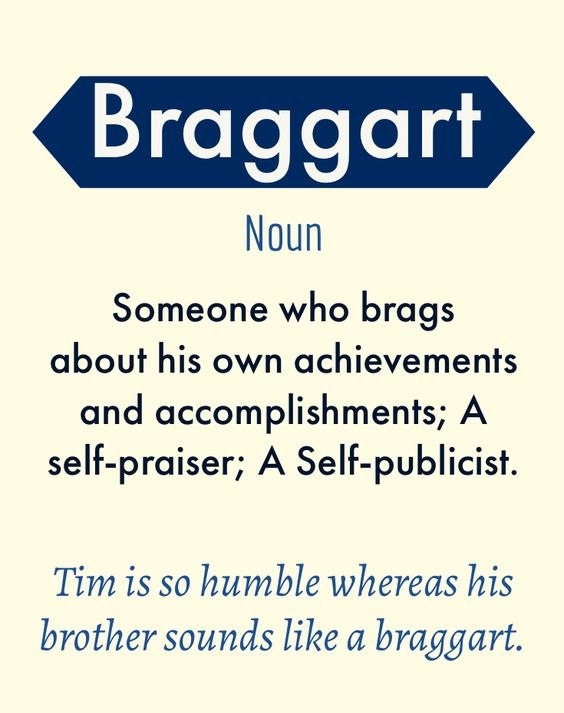 Braggart
Noun
Someone who brags
about his own achievements
and accomplishments; A
self-praiser; A Self-publicist.
Tim is so humble whereas his
brother sounds like a braggart.